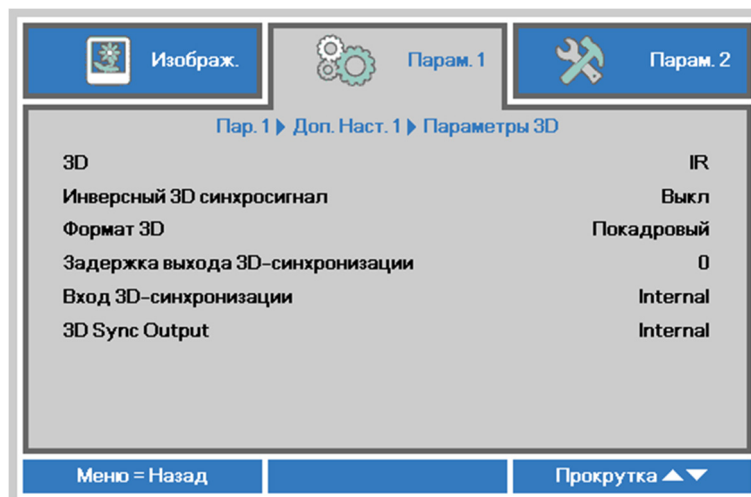 Изображ.
Парам. 1
Парам. 2
Пар. 1 ▶ Доп. Наст. 1 ▶ Параметры 3D
3D IR
Инверсный 3D синхросигнал Выкл
Формат 3D Покадровый
Задержка выхода 3D-синхронизации 0
Вход 3D-синхронизации Internal
3D Sync Output Internal
Меню = Назад
Прокрутка ▲▼